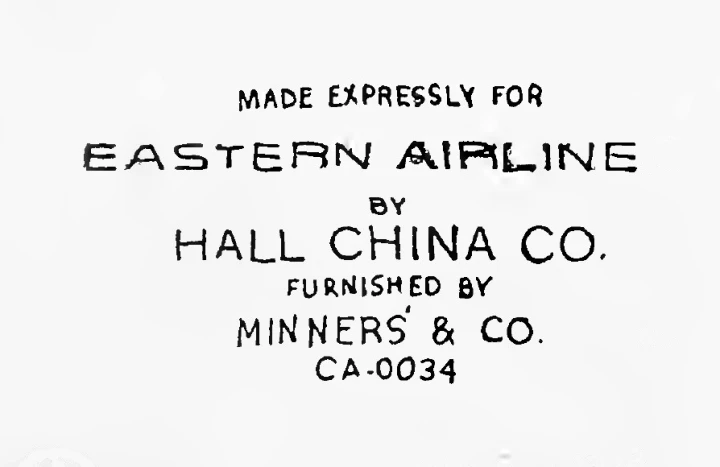 MADE EXPRESSLY FOR
EASTERN AIRLINE
BY
HALL CHINA CO.
FURNISHED BY
MINNERS' & CO.
CA-0034